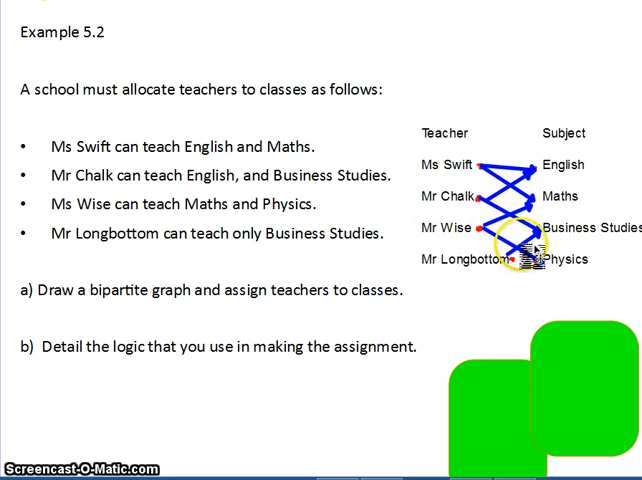 Example 5.2
A school must allocate teachers to classes as follows:
• Ms Swift can teach English and Maths.
• Mr Chalk can teach English, and Business Studies.
• Ms Wise can teach Maths and Physics.
• Mr Longbottom can teach only Business Studies.
a) Draw a bipartite graph and assign teachers to classes.
b) Detail the logic that you use in making the assignment.
Teacher Subject
Ms Swift English
Mr Chalk Maths
Mr Wise Business Studies
Mr Longbottom Physics
Screencast-O-Matic.com